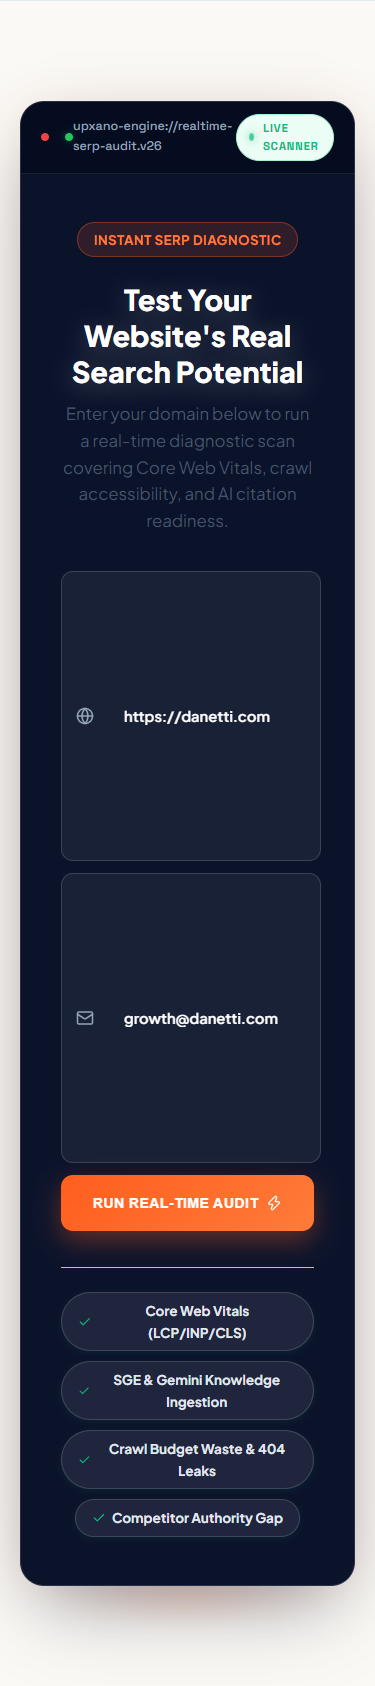 upxano-engine://realtime-
serp-audit.v26
LIVE
SCANNER
INSTANT SERP DIAGNOSTIC
Test Your
Website's Real
Search Potential
Enter your domain below to run
a real-time diagnostic scan
covering Core Web Vitals, crawl
accessibility, and AI citation
readiness.
https://danetti.com
growth@danetti.com
RUN REAL-TIME AUDIT
Core Web Vitals
(LCP/INP/CLS)
SGE & Gemini Knowledge
Ingestion
Crawl Budget Waste & 404
Leaks
Competitor Authority Gap